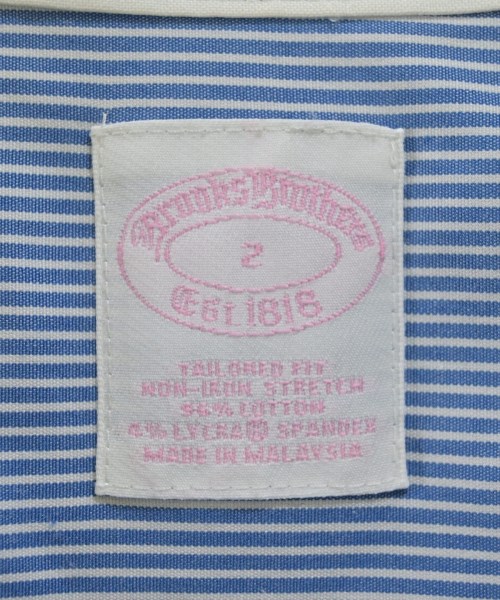 Brooks Brothers
2
Est 1818
TAILORED FIT
NON-IRON STRETCH
96% COTTON
4% LYCRA® SPANDEX
MADE IN MALAYSIA